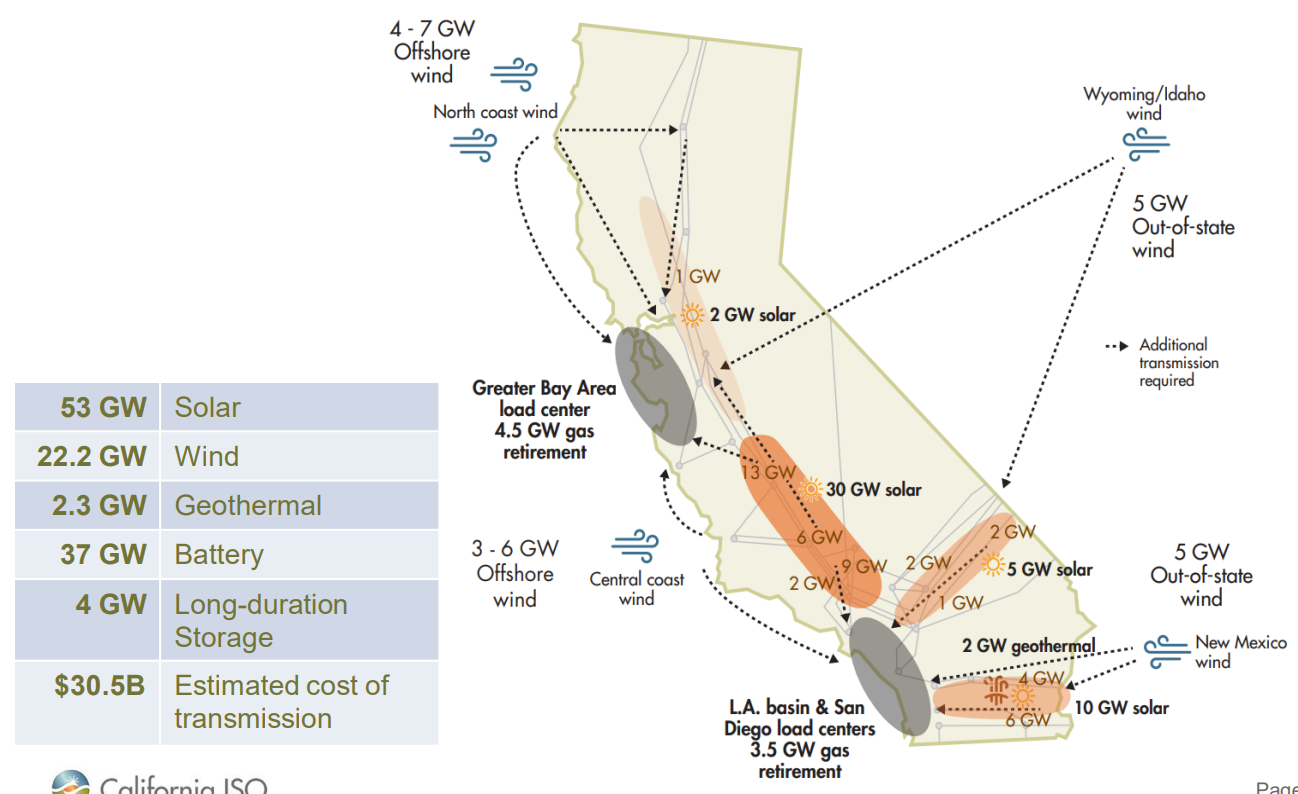 4 - 7 GW
Offshore
wind
North coast wind
Wyoming/Idaho
wind
5 GW
Out-of-state
wind
1 GW
2 GW solar
Additional
transmission
required
Greater Bay Area
load center
4.5 GW gas
retirement
53 GW Solar
22.2 GW Wind
2.3 GW Geothermal
37 GW Battery
4 GW Long-duration
Storage
$30.5B Estimated cost of
transmission
13 GW
30 GW solar
6 GW
9 GW
2 GW
2 GW
2 GW
5 GW solar
1 GW
3 - 6 GW
Offshore
wind
Central coast
wind
5 GW
Out-of-state
wind
2 GW geothermal
New Mexico
wind
4 GW
10 GW solar
6 GW
L.A. basin & San
Diego load centers
3.5 GW gas
retirement
California ISO
Page